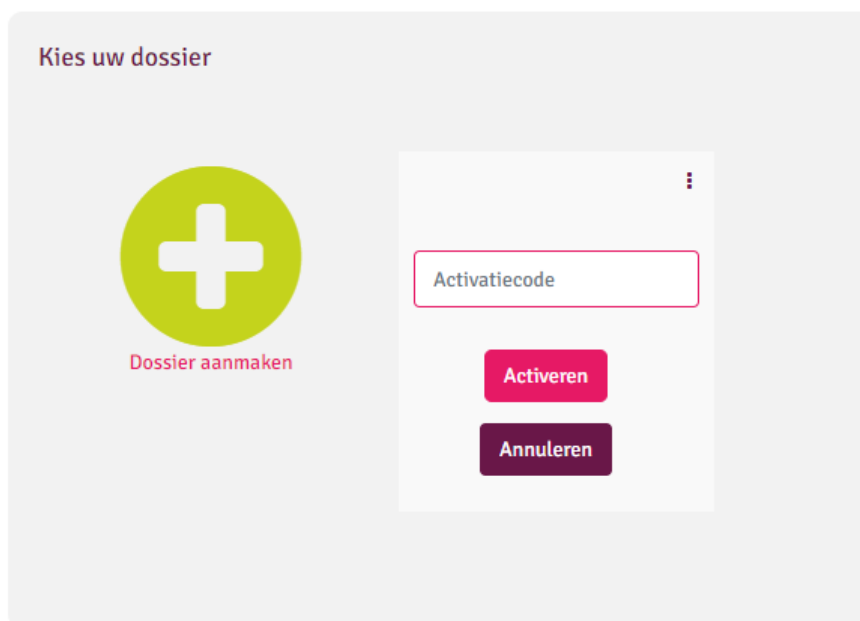 Kies uw dossier
Dossier aanmaken
Activatiecode
Activeren
Annuleren